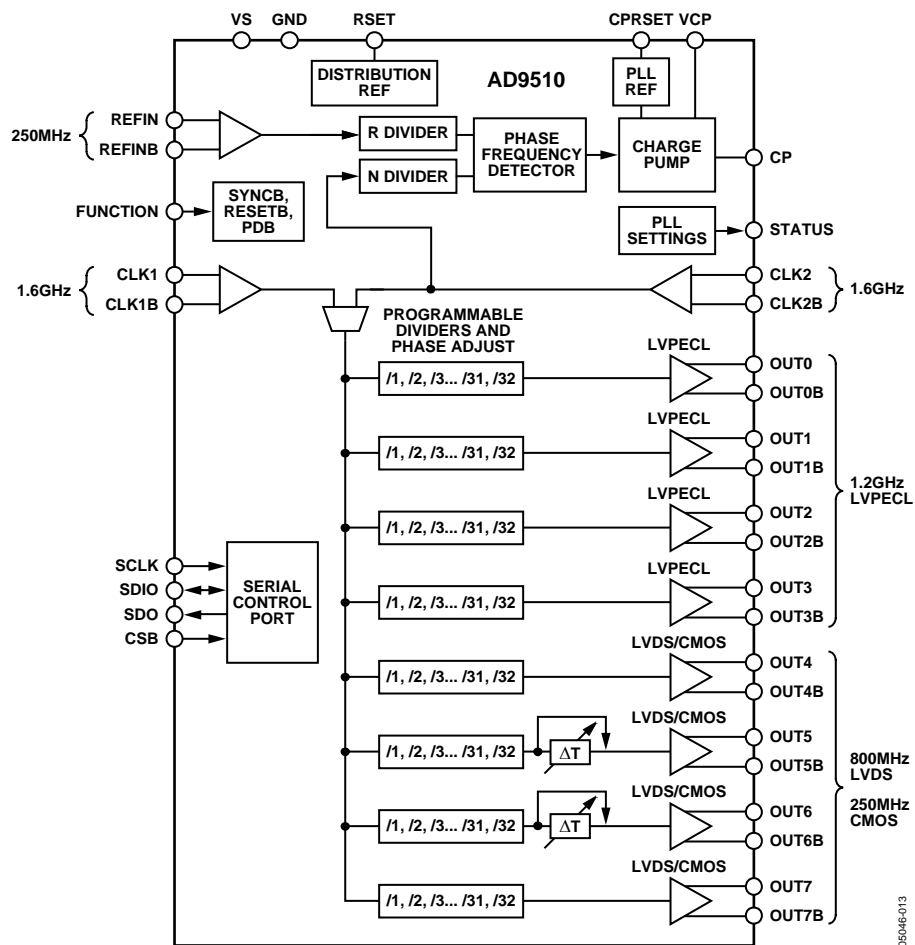 VS GND RSET CPRSET VCP
DISTRIBUTION
REF
AD9510
PLL
REF
250MHz
REFIN
REFINB
R DIVIDER
N DIVIDER
PHASE
FREQUENCY
DETECTOR
CHARGE
PUMP
CP
FUNCTION
SYNCB,
RESETB,
PDB
PLL
SETTINGS
STATUS
1.6GHz
CLK1
CLK1B
CLK2
CLK2B
1.6GHz
PROGRAMMABLE
DIVIDERS AND
PHASE ADJUST
/1, /2, /3... /31, /32
LVPECL
OUT0
OUT0B
/1, /2, /3... /31, /32
LVPECL
OUT1
OUT1B
1.2GHz
LVPECL
/1, /2, /3... /31, /32
LVPECL
OUT2
OUT2B
SCLK
SDIO
SDO
CSB
SERIAL
CONTROL
PORT
/1, /2, /3... /31, /32
LVPECL
OUT3
OUT3B
/1, /2, /3... /31, /32
LVDS/CMOS
OUT4
OUT4B
/1, /2, /3... /31, /32
ΔT
LVDS/CMOS
OUT5
OUT5B
800MHz
LVDS
250MHz
CMOS
/1, /2, /3... /31, /32
ΔT
LVDS/CMOS
OUT6
OUT6B
/1, /2, /3... /31, /32
LVDS/CMOS
OUT7
OUT7B
05046-013